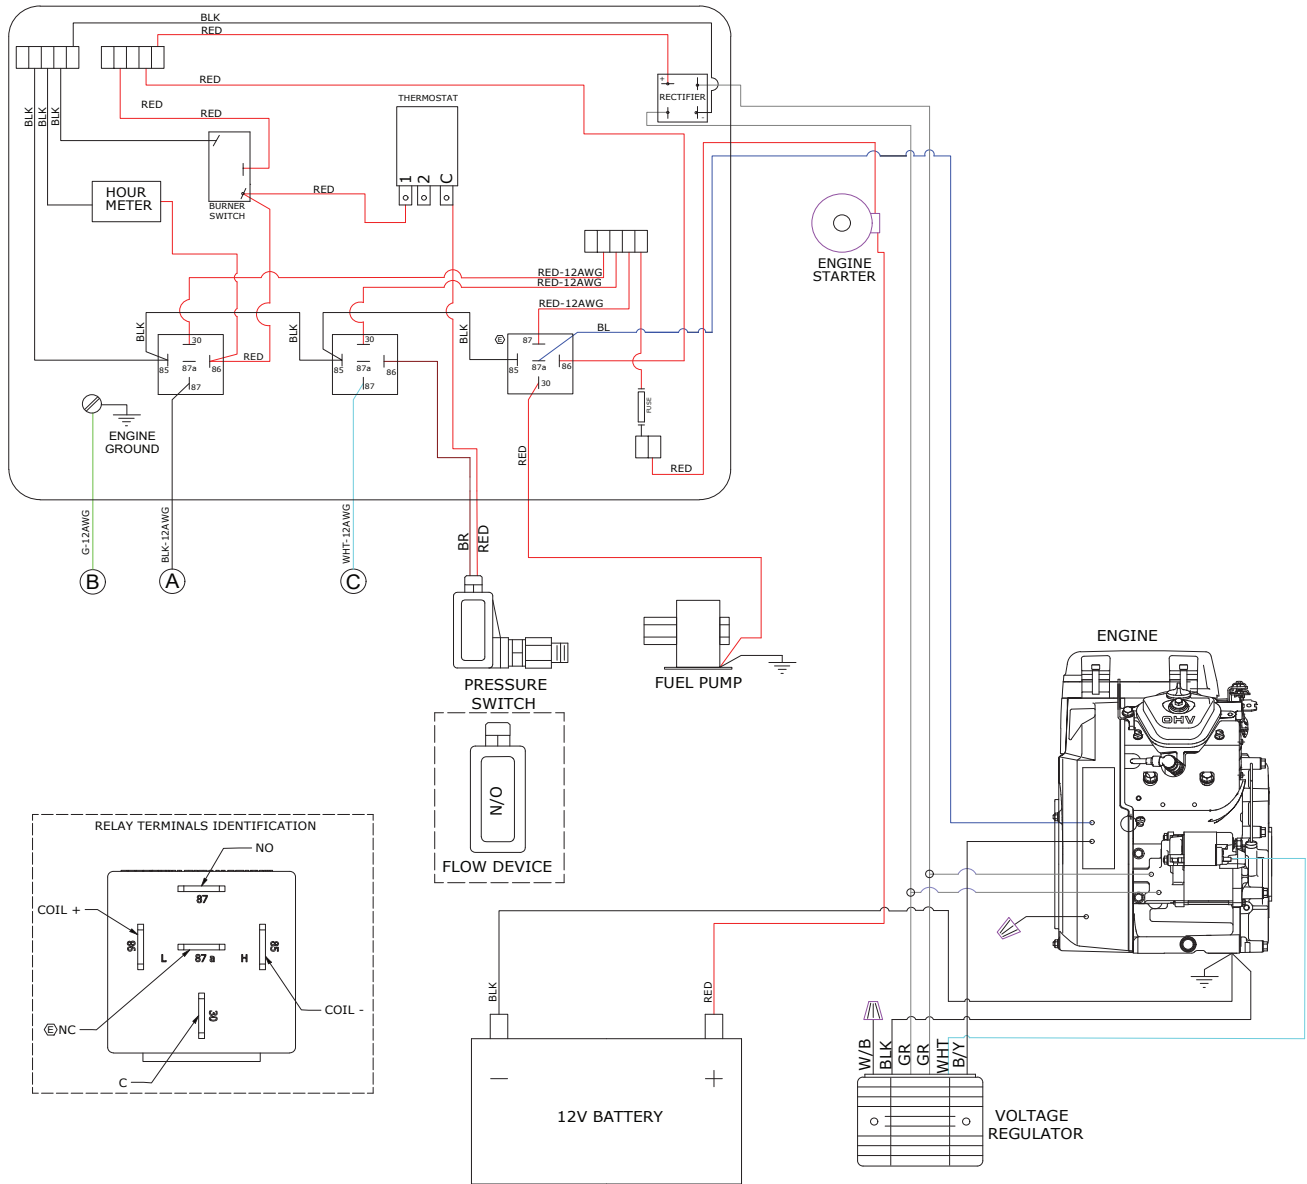 BLK
RED
RED
RED
RED
BLK
BLK
BLK
THERMOSTAT
1
2
C
+
RECTIFIER
-
HOUR
METER
BURNER
SWITCH
RED
ENGINE
STARTER
RED-12AWG
RED-12AWG
RED-12AWG
BL
BLK
30
85
87a
86
87
RED
BLK
30
85
87a
86
87
BLK
E
87
85
87a
86
30
FUSE
RED
RED
ENGINE
GROUND
G-12AWG
BLK-12AWG
WHT-12AWG
B
A
C
BR
RED
PRESSURE
SWITCH
FUEL PUMP
N/O
FLOW DEVICE
ENGINE
OHV
RELAY TERMINALS IDENTIFICATION
NO
87
COIL +
86
L
87 a
H
85
COIL -
E NC
30
C
BLK
RED
12V BATTERY
W/B
BLK
GR
GR
WHT
B/Y
VOLTAGE
REGULATOR